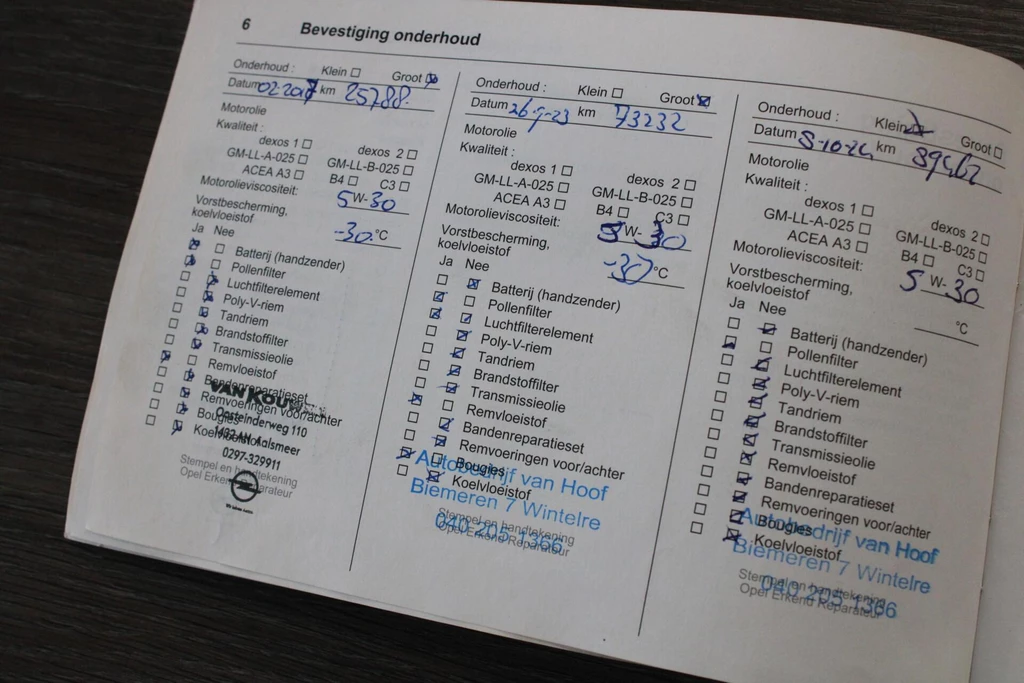 6 Bevestiging onderhoud
Onderhoud : Klein Groot
Datum km 25788.
Motorolie
Kwaliteit :
dexos 1 dexos 2
GM-LL-A-025 GM-LL-B-025
ACEA A3 B4 C3
Motorolieviscositeit: 5W-30
Vorstbescherming,
koelvloeistof -30.°C
Ja Nee
Batterij (handzender)
Pollenfilter
Luchtfilterelement
Poly-V-riem
Tandriem
Brandstoffilter
Transmissieolie
Remvloeistof
Bandenreparatieset
Remvoeringen voor/achter
Bougies
Koelvloeistof
Oosteinderweg 110
1432 AN Aalsmeer
0297-329911
Stempel en handtekening
Opel Erkend Reparateur
Onderhoud : Klein Groot
Datum 26-9-23 km 73232
Motorolie
Kwaliteit :
dexos 1 dexos 2
GM-LL-A-025 GM-LL-B-025
ACEA A3 B4 C3
Motorolieviscositeit: 5W-30
Vorstbescherming,
koelvloeistof -37°C
Ja Nee
Batterij (handzender)
Pollenfilter
Luchtfilterelement
Poly-V-riem
Tandriem
Brandstoffilter
Transmissieolie
Remvloeistof
Bandenreparatieset
Remvoeringen voor/achter
Bougies
Koelvloeistof
Autobedrijf van Hoof
Biemeren 7 Wintelre
040 205 1366
Stempel en handtekening
Opel Erkend Reparateur
Onderhoud : Klein Groot
Datum km 89462
Motorolie
Kwaliteit :
dexos 1 dexos 2
GM-LL-A-025 GM-LL-B-025
ACEA A3 B4 C3
Motorolieviscositeit: 5W-30
Vorstbescherming,
koelvloeistof °C
Ja Nee
Batterij (handzender)
Pollenfilter
Luchtfilterelement
Poly-V-riem
Tandriem
Brandstoffilter
Transmissieolie
Remvloeistof
Bandenreparatieset
Remvoeringen voor/achter
Bougies
Koelvloeistof
Autobedrijf van Hoof
Biemeren 7 Wintelre
040 205 1366
Stempel en handtekening
Opel Erkend Reparateur